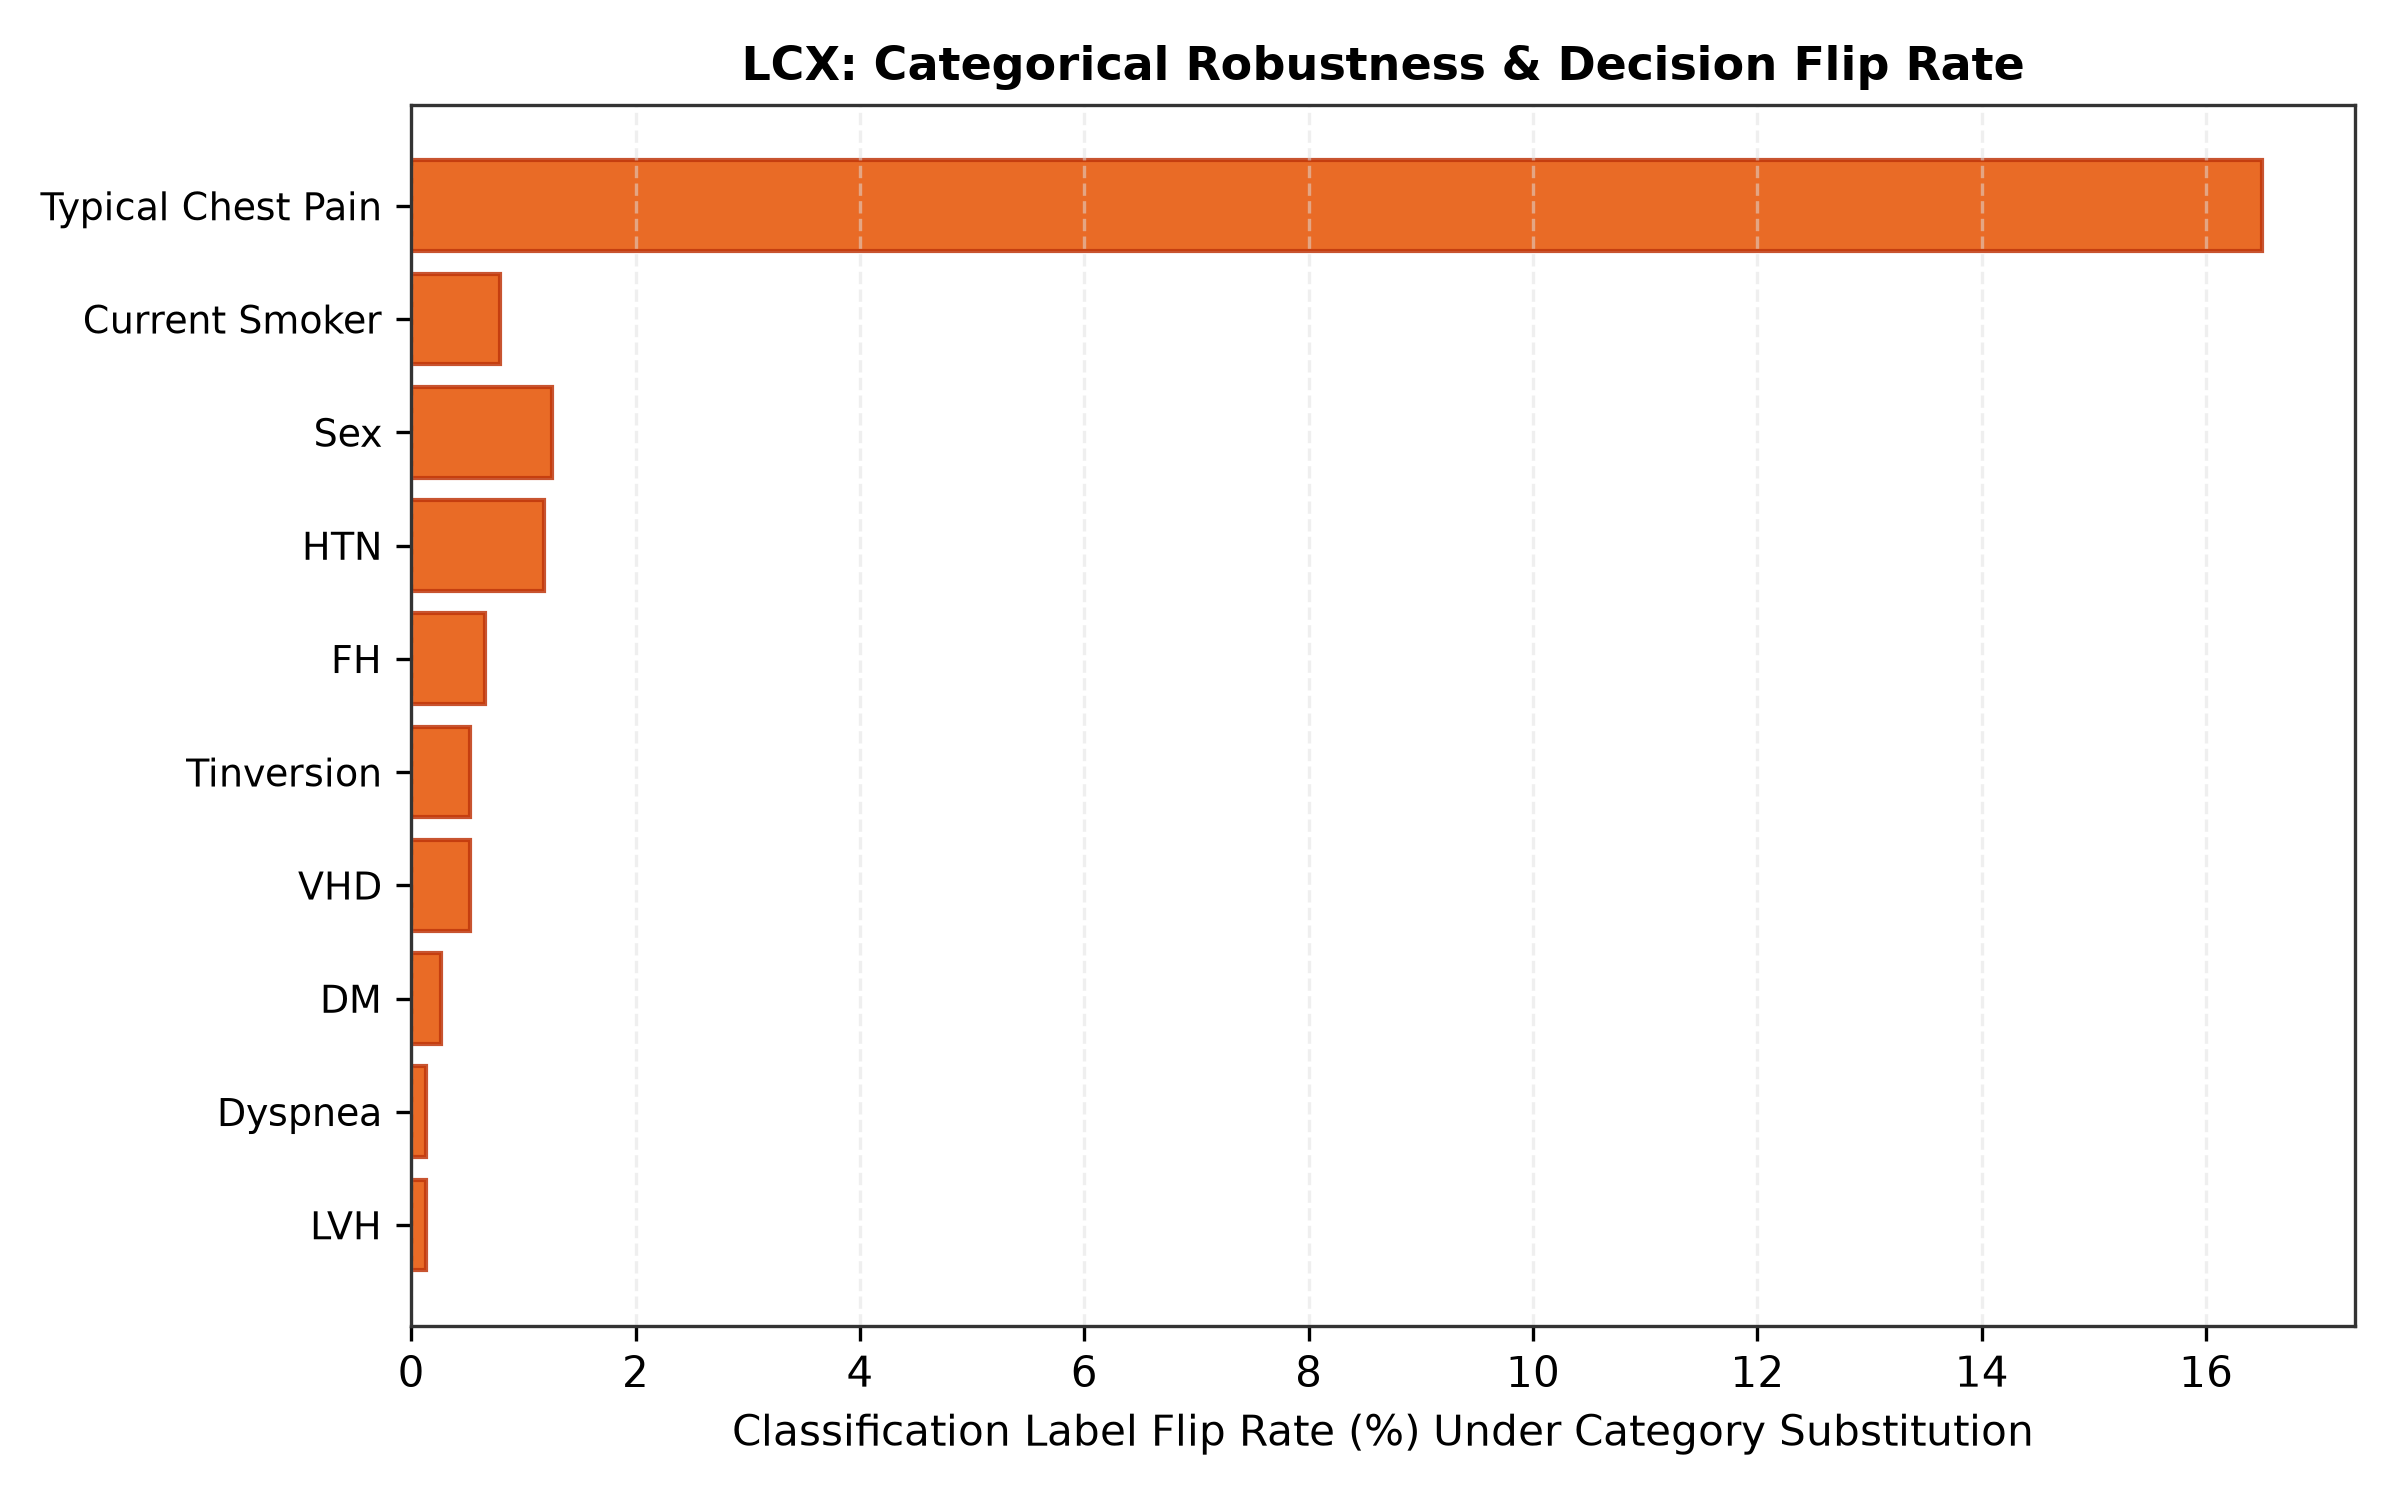 LCX: Categorical Robustness & Decision Flip Rate
Typical Chest Pain
Current Smoker
Sex
HTN
FH
Tinversion
VHD
DM
Dyspnea
LVH
0 2 4 6 8 10 12 14 16
Classification Label Flip Rate (%) Under Category Substitution